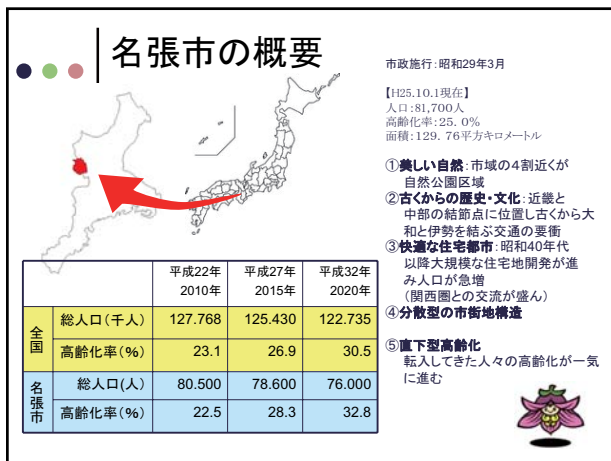 名張市の概要
市政施行：昭和29年3月
【H25.10.1現在】
人口：81,700人
高齢化率：25.0%
面積：129.76平方キロメートル
①美しい自然：市域の4割近くが
自然公園区域
②古くからの歴史・文化：近畿と
中部の結節点に位置し古くから大
和と伊勢を結ぶ交通の要衝
③快適な住宅都市：昭和40年代
以降大規模な住宅地開発が進
み人口が急増
（関西圏との交流が盛ん）
④分散型の市街地構造
⑤直下型高齢化
転入してきた人々の高齢化が一気
に進む
平成22年 平成27年 平成32年
2010年 2015年 2020年
全国
総人口（千人） 127.768 125.430 122.735
高齢化率（%） 23.1 26.9 30.5
名張市
総人口(人) 80.500 78.600 76.000
高齢化率（%） 22.5 28.3 32.8